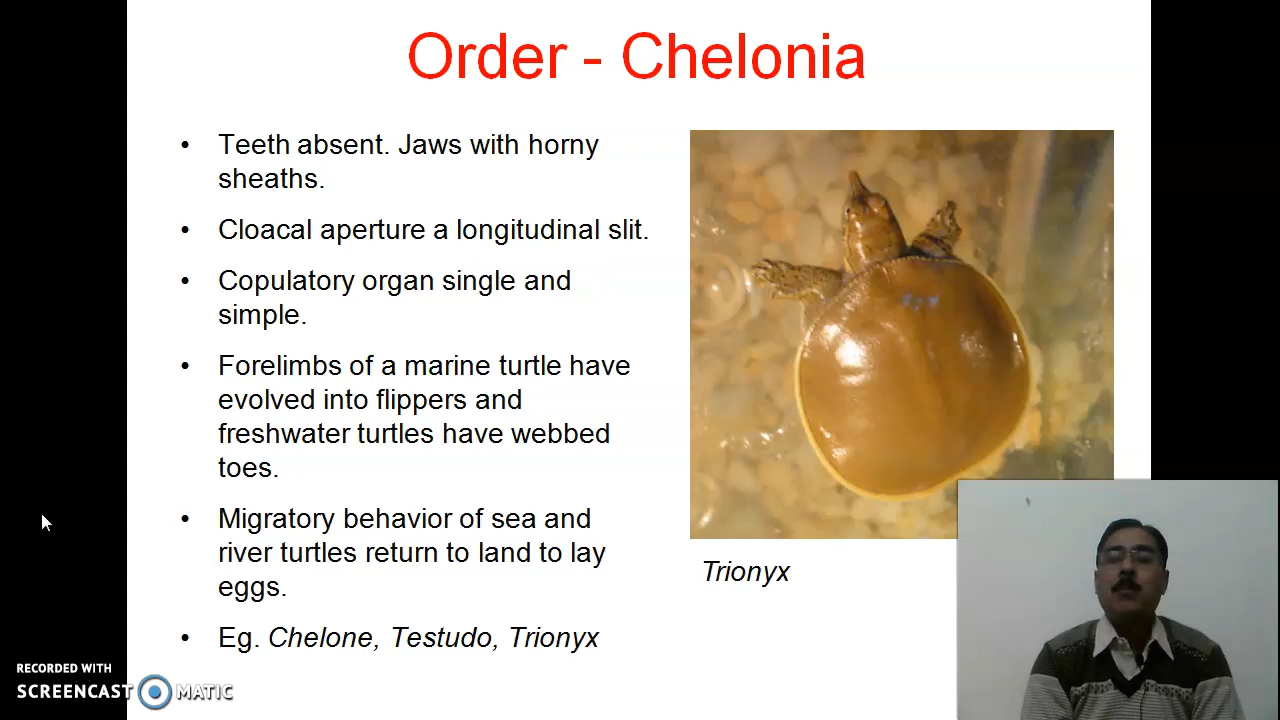 Order - Chelonia
• Teeth absent. Jaws with horny
sheaths.
• Cloacal aperture a longitudinal slit.
• Copulatory organ single and
simple.
• Forelimbs of a marine turtle have
evolved into flippers and
freshwater turtles have webbed
toes.
• Migratory behavior of sea and
river turtles return to land to lay
eggs.
• Eg. Chelone, Testudo, Trionyx
Trionyx
RECORDED WITH
SCREENCAST MATIC